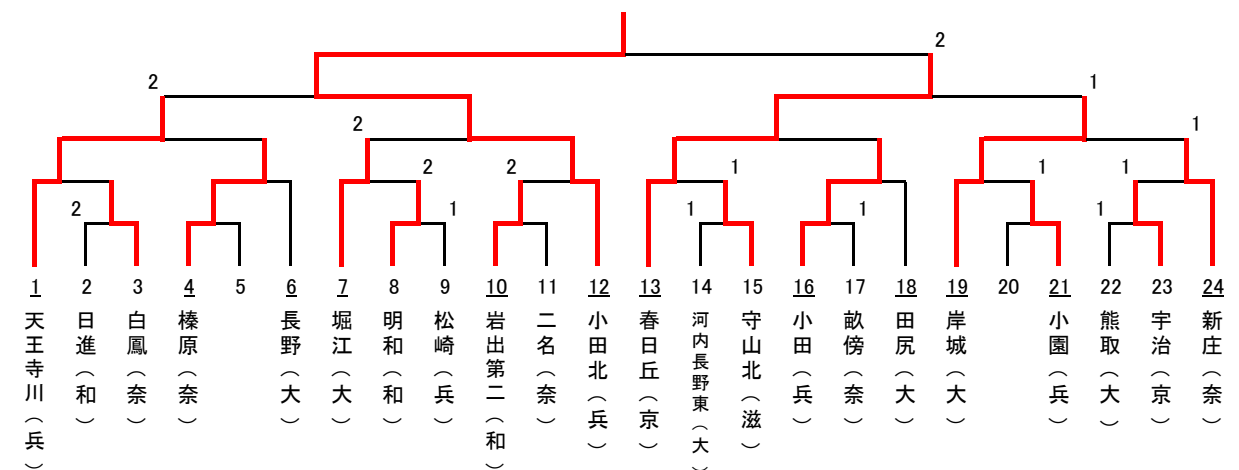 2
2
1
2
1
2
2
1
1
2
1
1
1
1
1 2 3 4 5 6 7 8 9 10 11 12 13 14 15 16 17 18 19 20 21 22 23 24
天王寺川（兵）
日進（和）
白鳳（奈）
榛原（奈）
長野（大）
堀江（大）
明和（和）
松崎（兵）
岩出第二（和）
二名（奈）
小田北（兵）
春日丘（京）
河内長野東（大）
守山北（滋）
小田（兵）
畝傍（奈）
田尻（大）
岸城（大）
小園（兵）
熊取（大）
宇治（京）
新庄（奈）